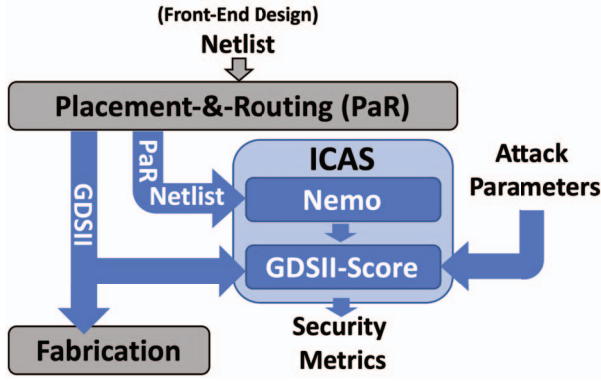 (Front-End Design)
Netlist
Placement-&-Routing (PaR)
GDSII
PaR
Netlist
ICAS
Nemo
GDSII-Score
Attack
Parameters
Security
Metrics
Fabrication